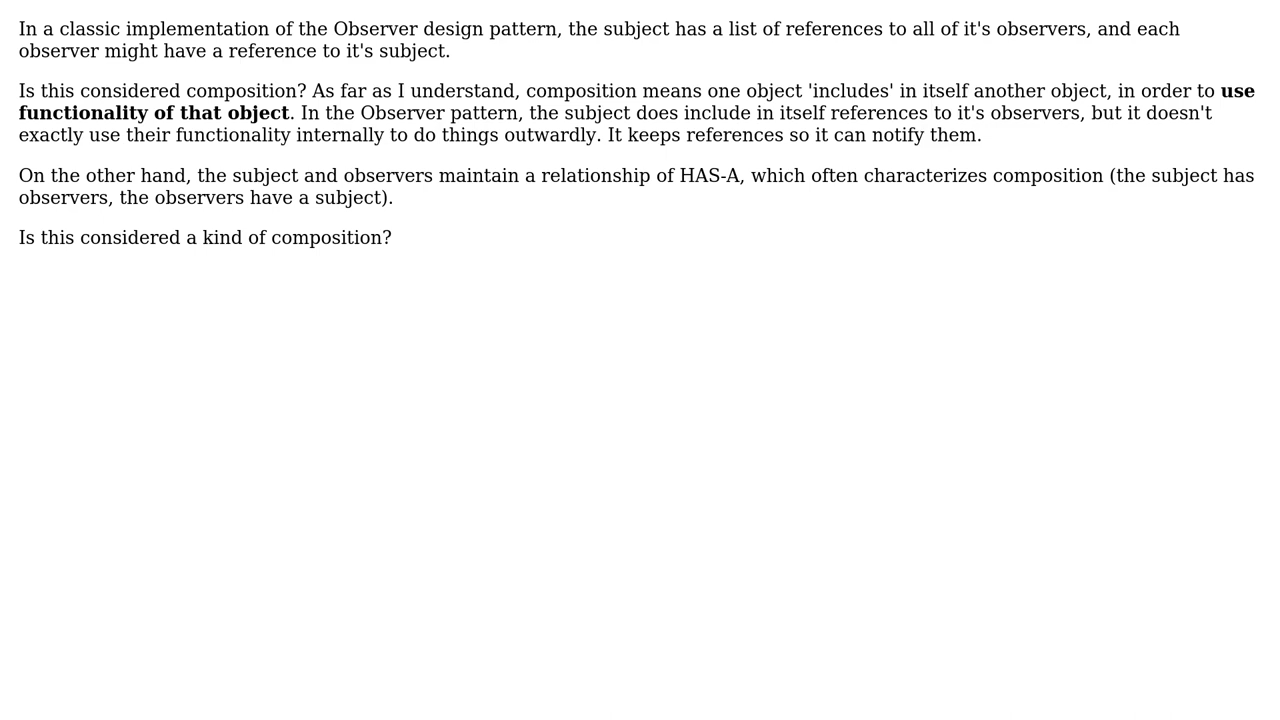 In a classic implementation of the Observer design pattern, the subject has a list of references to all of it's observers, and each
observer might have a reference to it's subject.
Is this considered composition? As far as I understand, composition means one object 'includes' in itself another object, in order to use
functionality of that object. In the Observer pattern, the subject does include in itself references to it's observers, but it doesn't
exactly use their functionality internally to do things outwardly. It keeps references so it can notify them.
On the other hand, the subject and observers maintain a relationship of HAS-A, which often characterizes composition (the subject has
observers, the observers have a subject).
Is this considered a kind of composition?